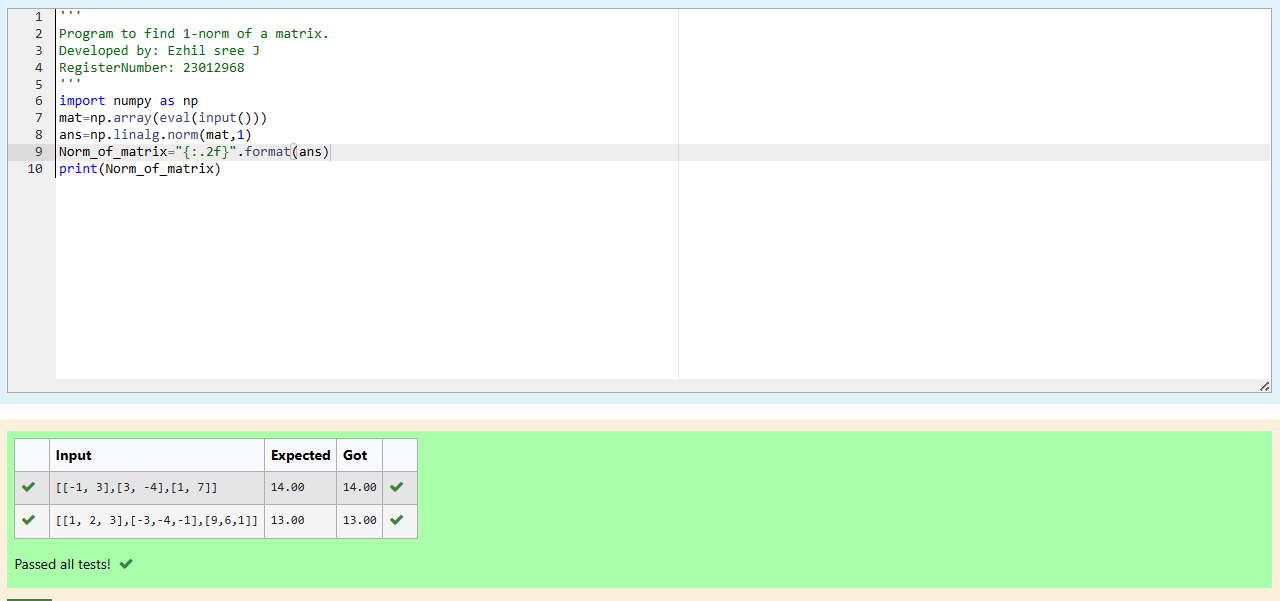 1 '''
2 Program to find 1-norm of a matrix.
3 Developed by: Ezhil sree J
4 RegisterNumber: 23012968
5 '''
6 import numpy as np
7 mat=np.array(eval(input()))
8 ans=np.linalg.norm(mat,1)
9 Norm_of_matrix="{:.2f}".format(ans)
10 print(Norm_of_matrix)
Input Expected Got
[[-1, 3],[3, -4],[1, 7]] 14.00 14.00
[[1, 2, 3],[-3,-4,-1],[9,6,1]] 13.00 13.00
Passed all tests!